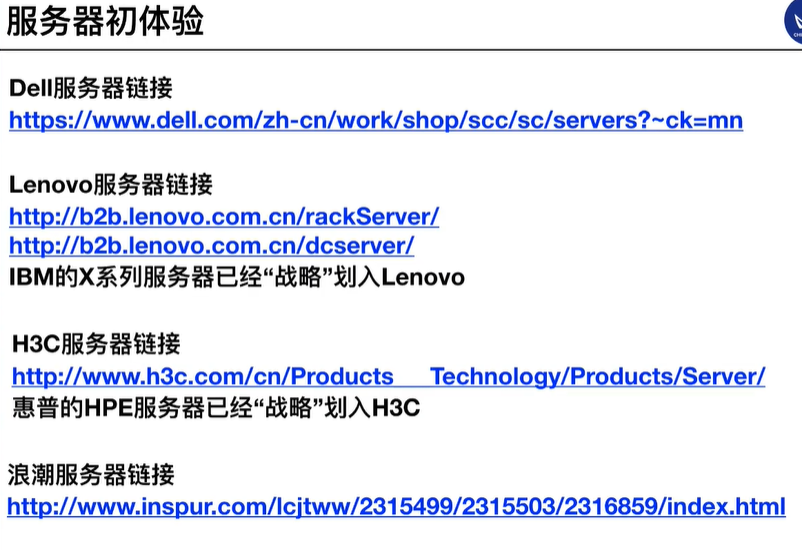 服务器初体验
Dell服务器链接
https://www.dell.com/zh-cn/work/shop/scc/sc/servers?~ck=mn
Lenovo服务器链接
http://b2b.lenovo.com.cn/rackServer/
http://b2b.lenovo.com.cn/dcserver/
IBM的X系列服务器已经“战略”划入Lenovo
H3C服务器链接
http://www.h3c.com/cn/Products___Technology/Products/Server/
惠普的HPE服务器已经“战略”划入H3C
浪潮服务器链接
http://www.inspur.com/lcjtww/2315499/2315503/2316859/index.html